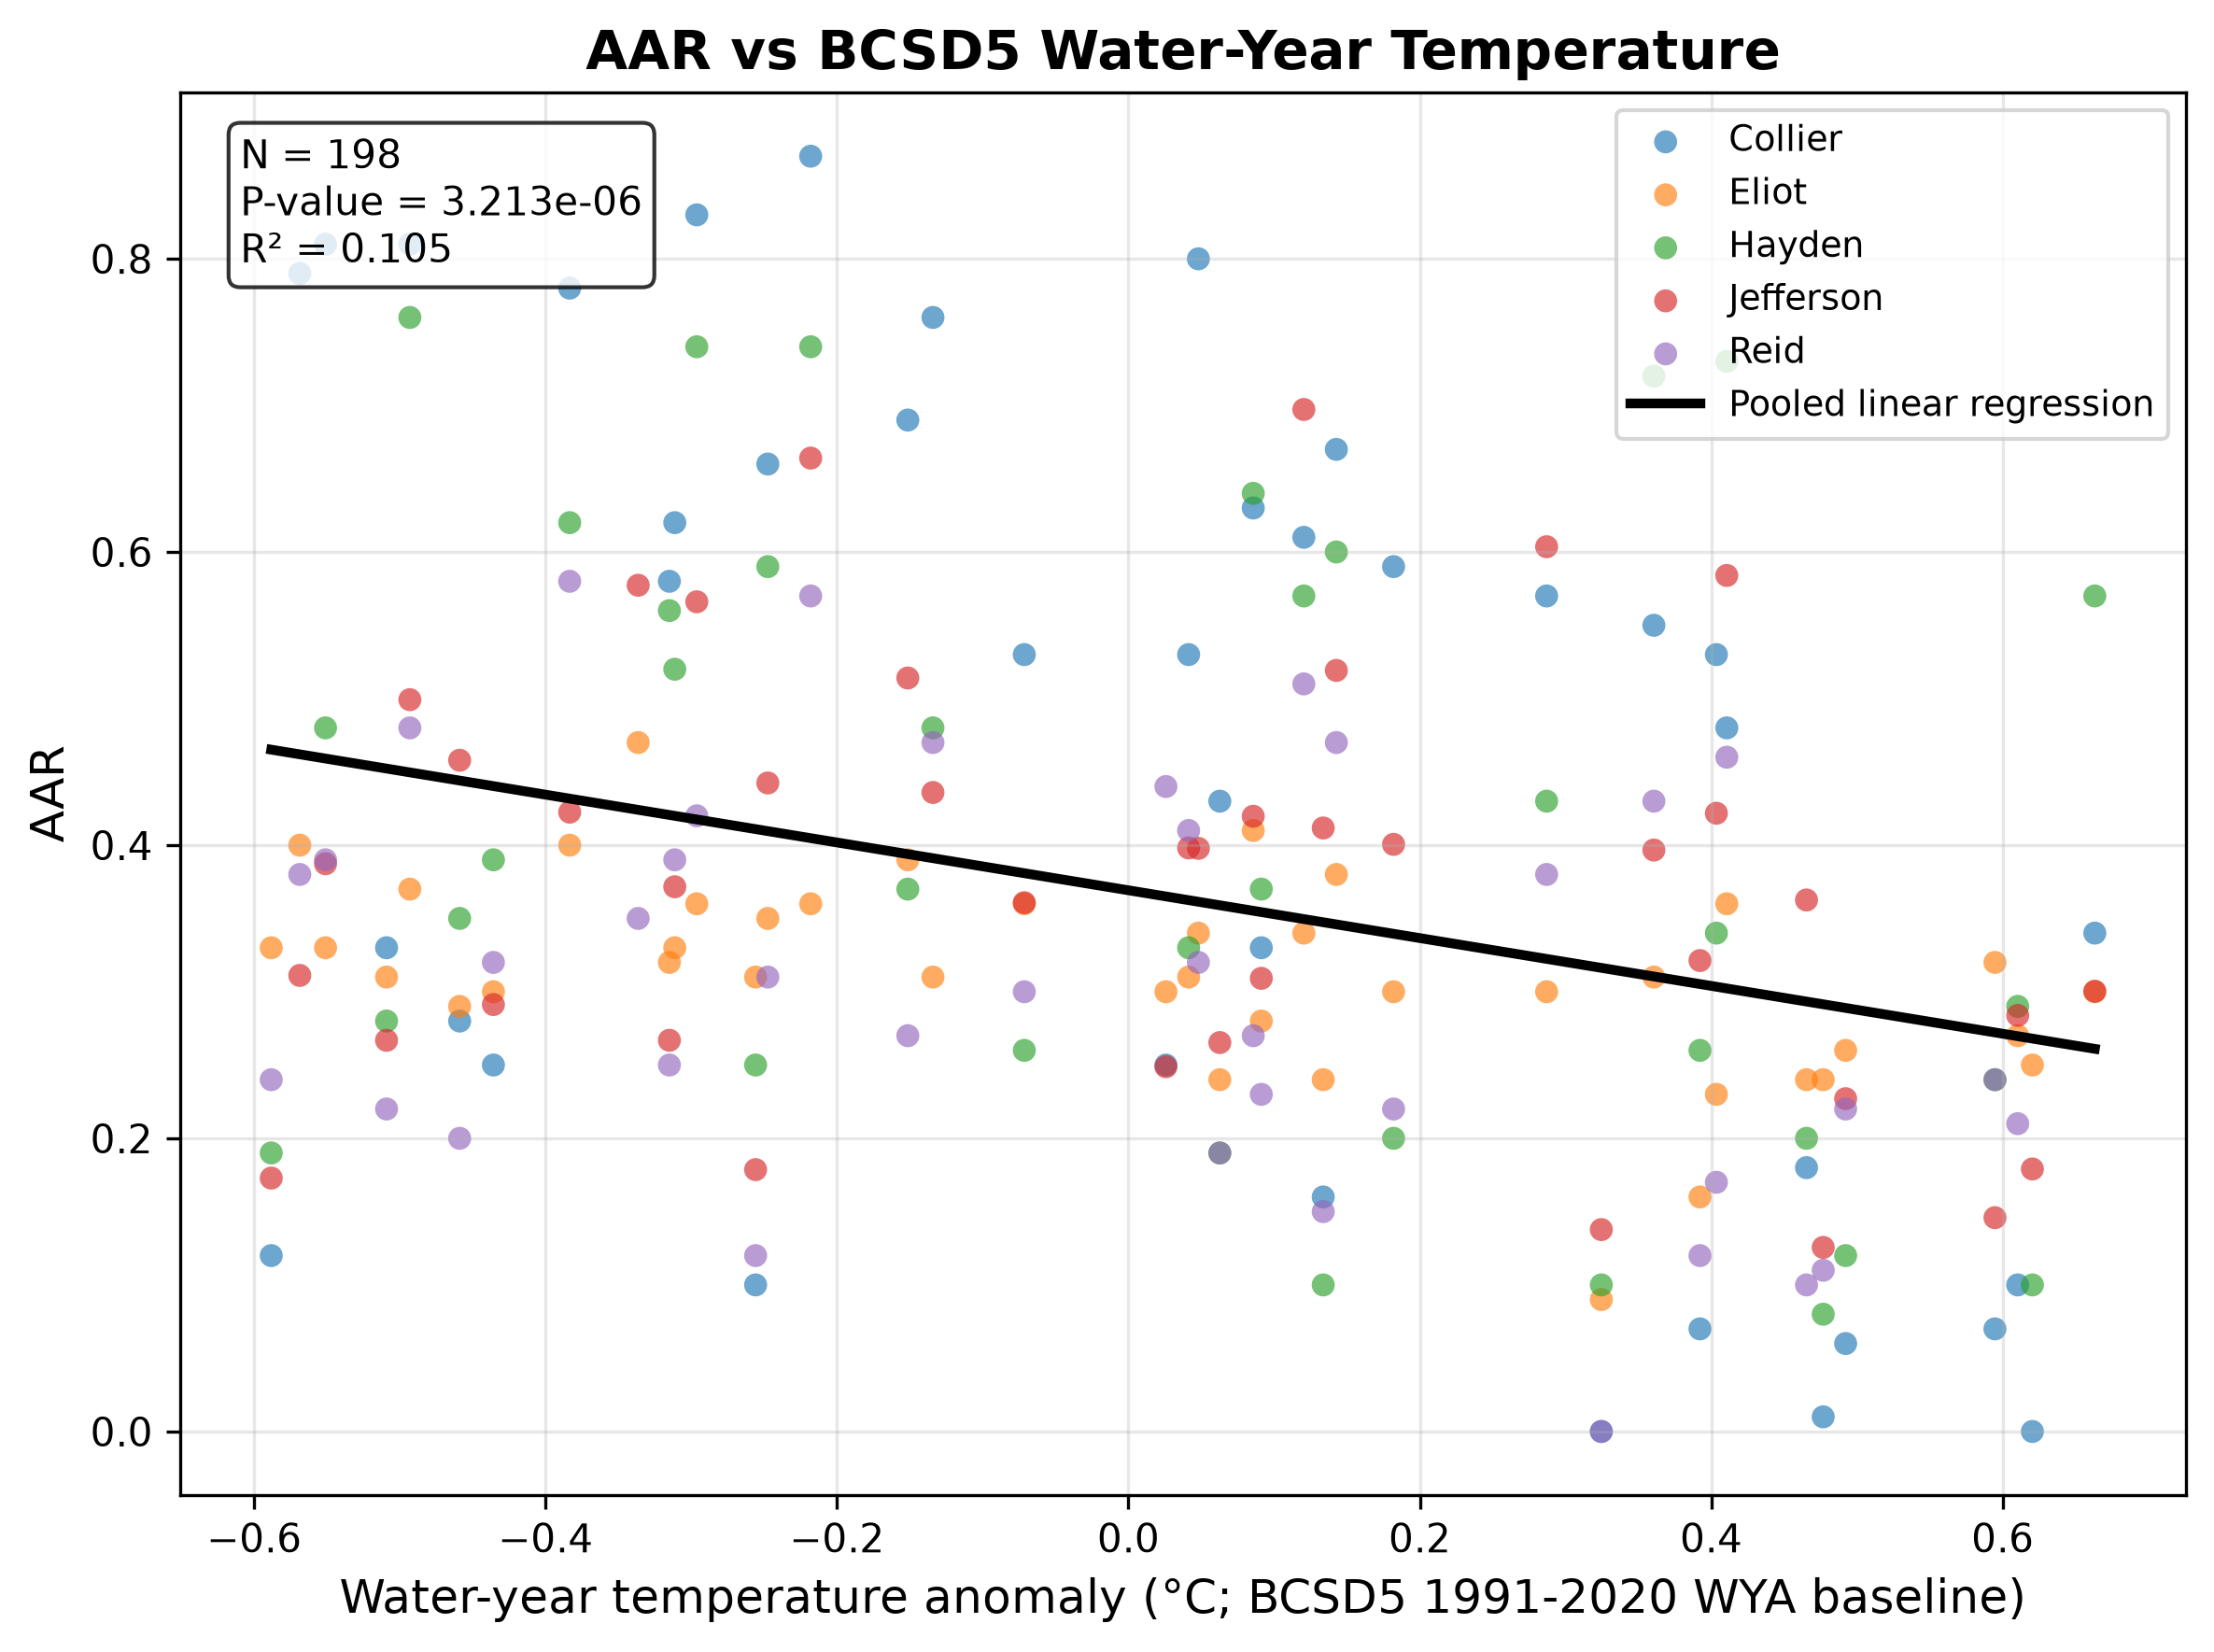 AAR vs BCSD5 Water-Year Temperature
N = 198
P-value = 3.213e-06
R² = 0.105
Collier
Eliot
Hayden
Jefferson
Reid
Pooled linear regression
AAR
0.8
0.6
0.4
0.2
0.0
−0.6 −0.4 −0.2 0.0 0.2 0.4 0.6
Water-year temperature anomaly (°C; BCSD5 1991-2020 WYA baseline)